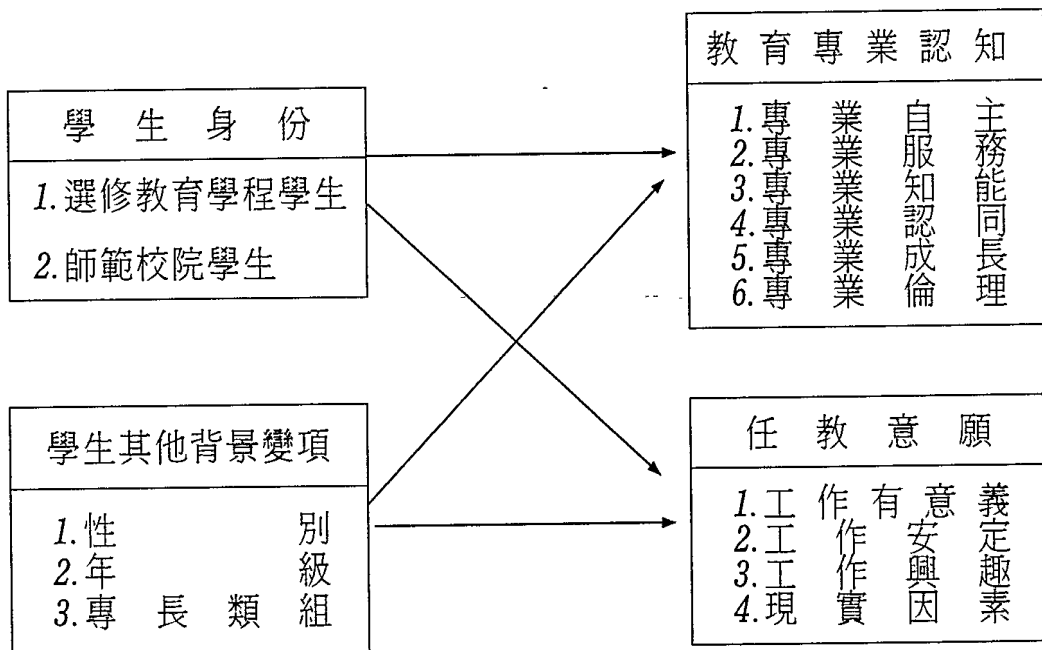 學生身份
1.選修教育學程學生
2.師範校院學生
教育專業認知
1.專業自主
2.專業服務
3.專業知能
4.專業認同
5.專業成長
6.專業倫理
學生其他背景變項
1.性別
2.年級
3.專長類組
任教意願
1.工作有意義
2.工作安定
3.工作興趣
4.現實因素